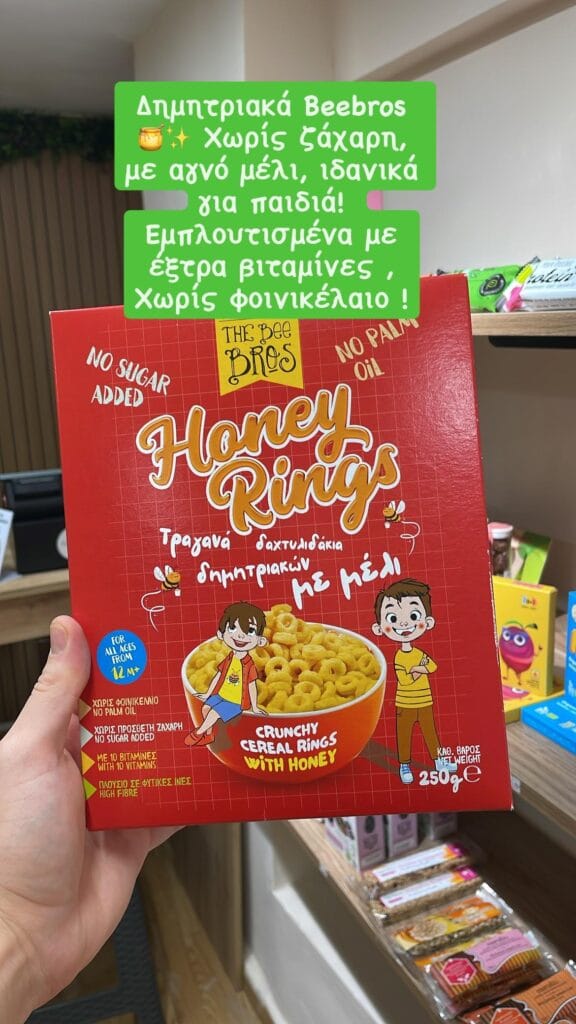 Δημητριακά Beebros
🍯✨ Χωρίς ζάχαρη,
με αγνό μέλι, ιδανικά
για παιδιά!
Εμπλουτισμένα με
έξτρα βιταμίνες ,
Χωρίς φοινικέλαιο !
THE BEE
BROS
NO SUGAR
ADDED
NO PALM
OIL
Honey
Rings
Τραγανά δαχτυλιδάκια
δημητριακών με μέλι
FOR
ALL AGES
FROM
12 M+
ΧΩΡΙΣ ΦΟΙΝΙΚΕΛΑΙΟ
NO PALM OIL
ΧΩΡΙΣ ΠΡΟΣΘΕΤΗ ΖΑΧΑΡΗ
NO SUGAR ADDED
ΜΕ 10 ΒΙΤΑΜΙΝΕΣ
WITH 10 VITAMINS
ΠΛΟΥΣΙΟ ΣΕ ΦΥΤΙΚΕΣ ΙΝΕΣ
HIGH FIBRE
CRUNCHY
CEREAL RINGS
WITH HONEY
ΚΑΘ. ΒΑΡΟΣ
NET WEIGHT
250g e